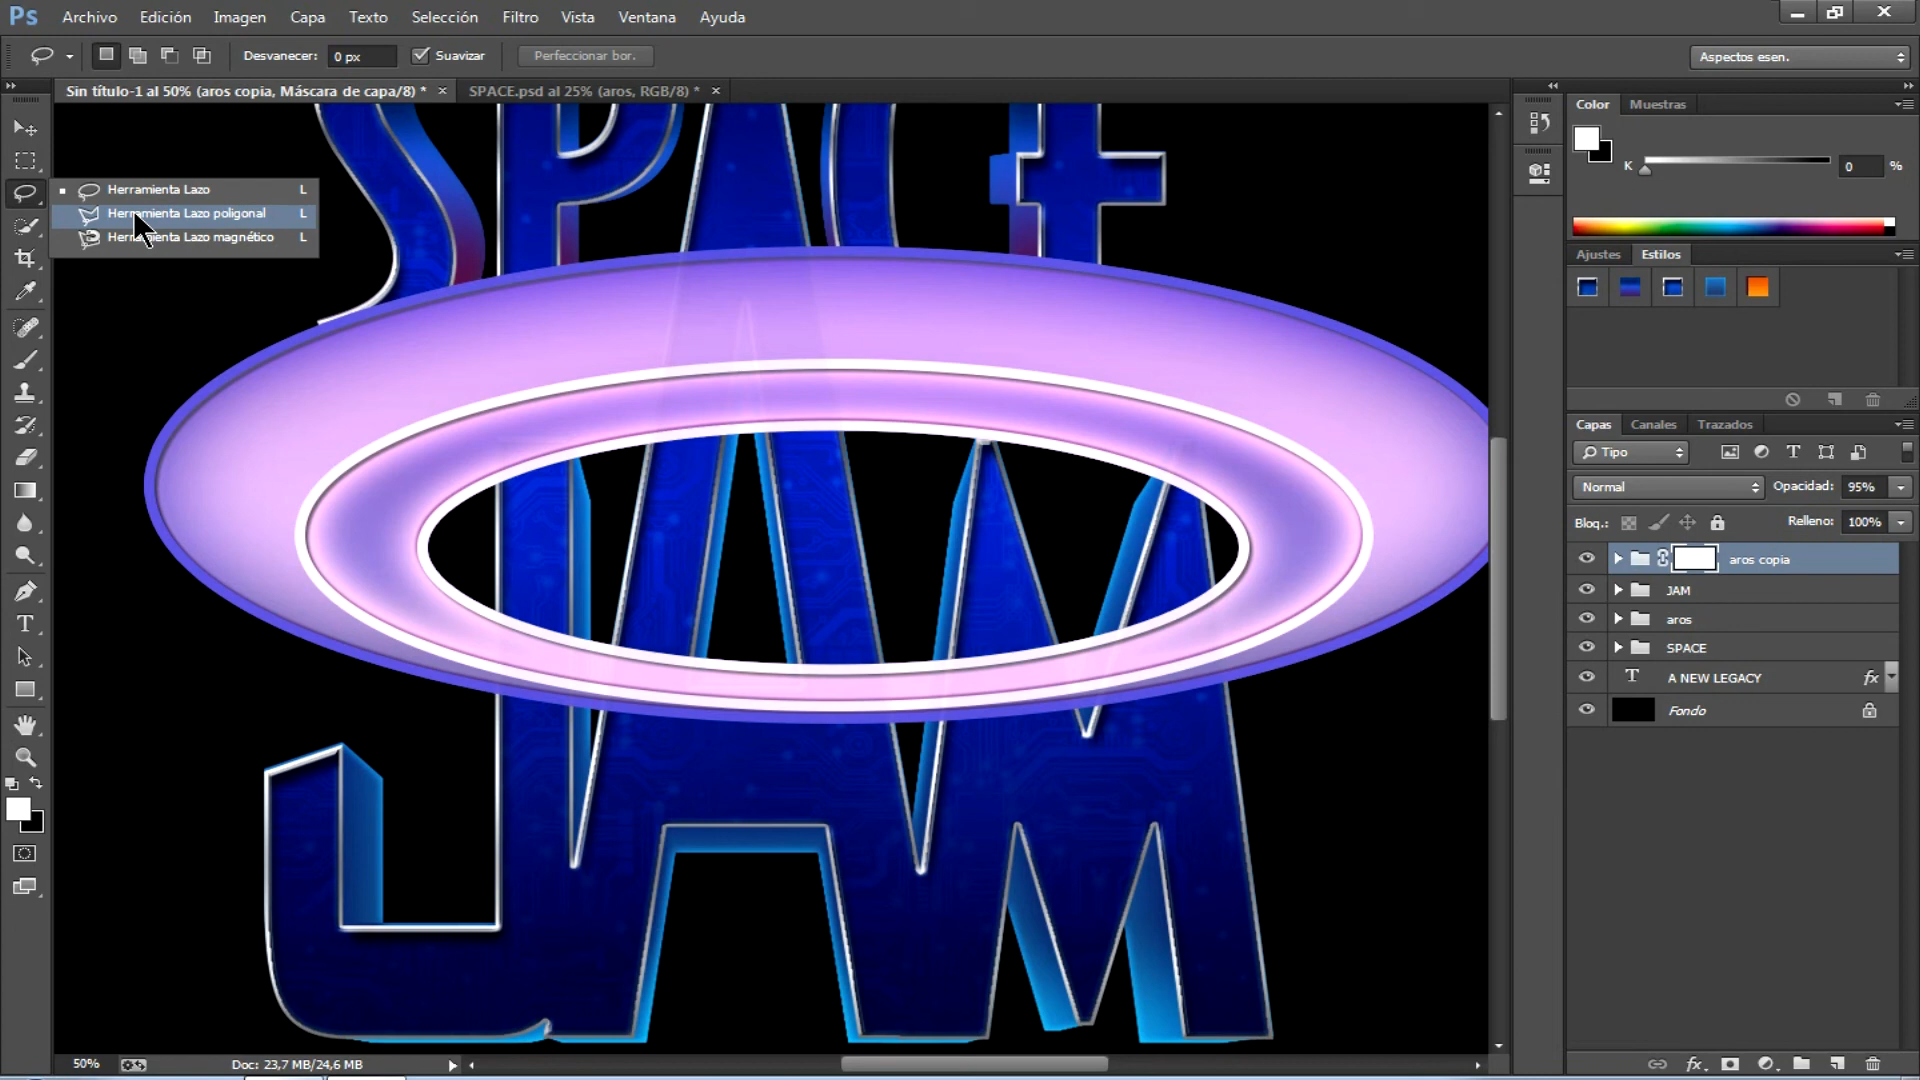 Ps Archivo Edición Imagen Capa Texto Selección Filtro Vista Ventana Ayuda
Desvanecer: 0 px Suavizar Perfeccionar bor. Aspectos esen.
Sin título-1 al 50% (aros copia, Máscara de capa/8) * SPACE.psd al 25% (aros, RGB/8) *
Color Muestras
K 0 %
Herramienta Lazo L
Herramienta Lazo poligonal L
Herramienta Lazo magnético L
SPACE
JAM
Ajustes Estilos
Capas Canales Trazados
Tipo
Normal Opacidad: 95%
Bloq.: Relleno: 100%
aros copia
JAM
aros
SPACE
T A NEW LEGACY fx
Fondo
50% Doc: 23,7 MB/24,6 MB